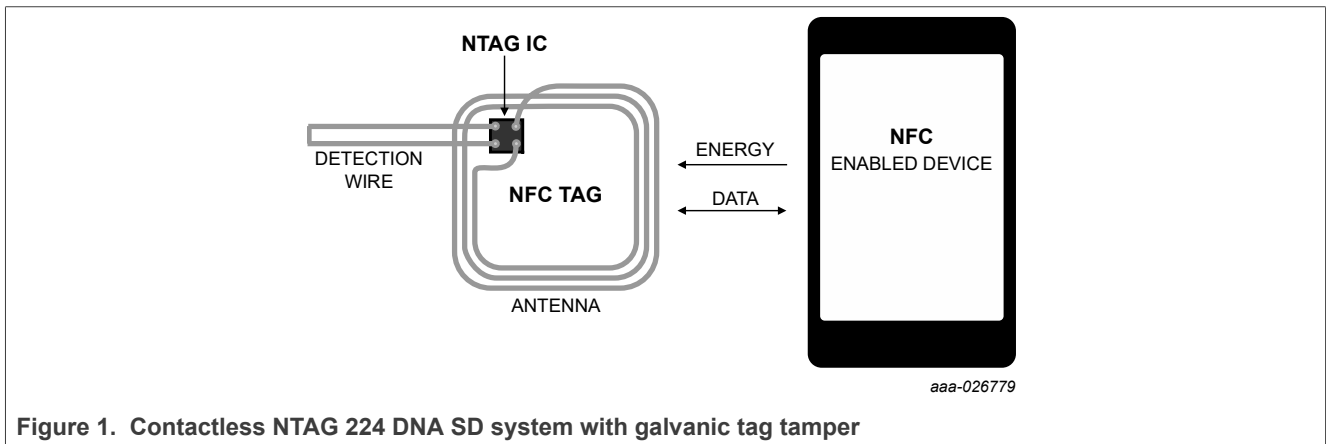 NTAG IC
DETECTION
WIRE
NFC TAG
ANTENNA
ENERGY
DATA
NFC
ENABLED DEVICE
aaa-026779
Figure 1. Contactless NTAG 224 DNA SD system with galvanic tag tamper